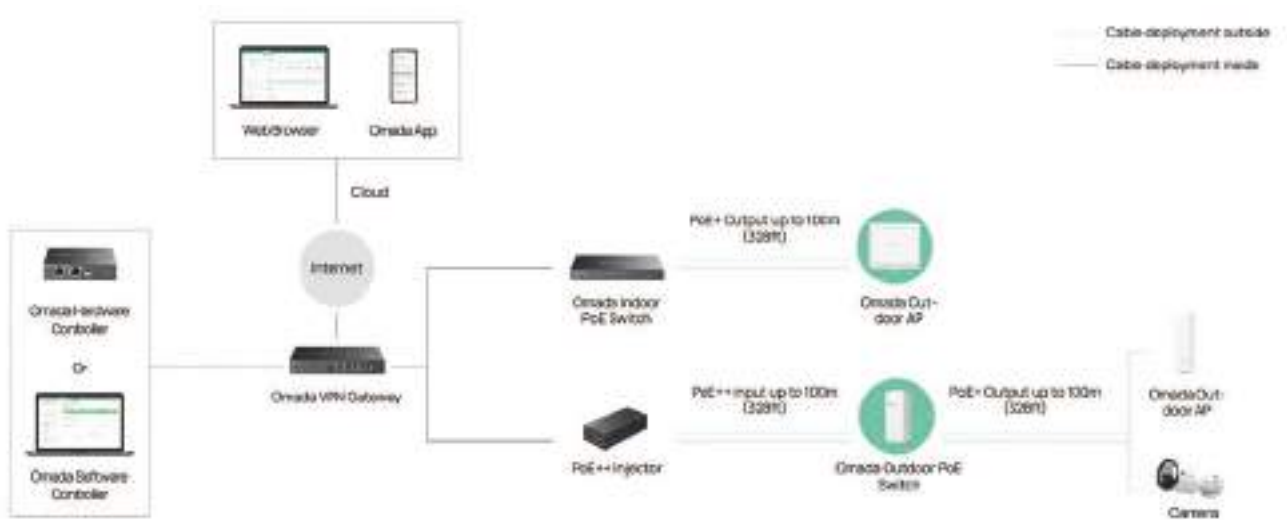 Cable deployment outside
Cable deployment inside
Web Browser
Omada App
Cloud
Internet
Omada Hardware
Controller
Or
Omada Software
Controller
Omada VPN Gateway
Omada Indoor
PoE Switch
PoE+ Output up to 100m
(328ft)
Omada Out-
door AP
PoE++ Injector
PoE++ Input up to 100m
(328ft)
Omada Outdoor PoE
Switch
PoE+ Output up to 100m
(328ft)
Omada Out-
door AP
Camera